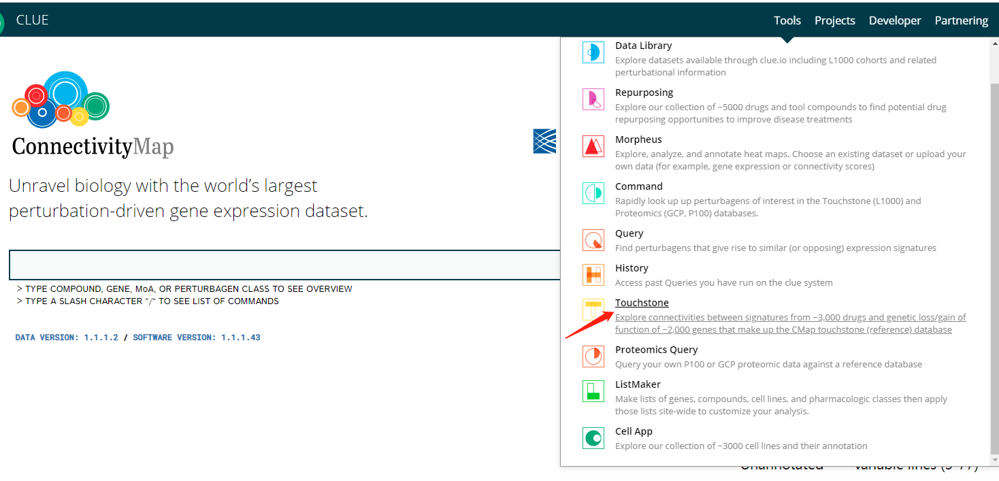 CLUE
Tools Projects Developer Partnering
ConnectivityMap
Unravel biology with the world’s largest
perturbation-driven gene expression dataset.
> TYPE COMPOUND, GENE, MoA, OR PERTURBAGEN CLASS TO SEE OVERVIEW
> TYPE A SLASH CHARACTER “/“ TO SEE LIST OF COMMANDS
DATA VERSION: 1.1.1.2 / SOFTWARE VERSION: 1.1.1.43
Data Library
Explore datasets available through clue.io including L1000 cohorts and related
perturbational information
Repurposing
Explore our collection of ~5000 drugs and tool compounds to find potential drug
repurposing opportunities to improve disease treatments
Morpheus
Explore, analyze, and annotate heat maps. Choose an existing dataset or upload your
own data (for example, gene expression or connectivity scores)
Command
Rapidly look up up perturbagens of interest in the Touchstone (L1000) and
Proteomics (GCP, P100) databases.
Query
Find perturbagens that give rise to similar (or opposing) expression signatures
History
Access past Queries you have run on the clue system
Touchstone
Explore connectivities between signatures from ~3,000 drugs and genetic loss/gain of
function of ~2,000 genes that make up the CMap touchstone (reference) database
Proteomics Query
Query your own P100 or GCP proteomic data against a reference database
ListMaker
Make lists of genes, compounds, cell lines, and pharmacologic classes then apply
those lists site-wide to customize your analysis.
Cell App
Explore our collection of ~3000 cell lines and their annotation